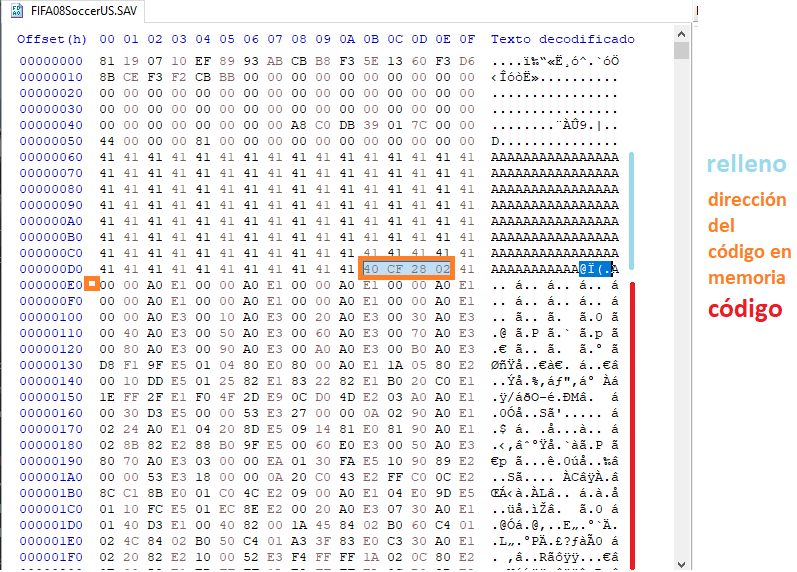 FIFA08SoccerUS.SAV
Offset(h) 00 01 02 03 04 05 06 07 08 09 0A 0B 0C 0D 0E 0F Texto decodificado
00000000 81 19 07 10 EF 89 93 AB CB B8 F3 5E 13 60 F3 D6 ....ï‰“«Ë¸ó^.`óÖ
00000010 8B CE F3 F2 CB BB 00 00 00 00 00 00 00 00 00 00 ‹ÎóòË»..........
00000020 00 00 00 00 00 00 00 00 00 00 00 00 00 00 00 00 ................
00000030 00 00 00 00 00 00 00 00 00 00 00 00 00 00 00 00 ................
00000040 00 00 00 00 00 00 00 00 A8 C0 DB 39 01 7C 00 00 ........¨ÀÛ9.|..
00000050 44 00 00 00 81 00 00 00 00 00 00 00 00 00 00 00 D...............
00000060 41 41 41 41 41 41 41 41 41 41 41 41 41 41 41 41 AAAAAAAAAAAAAAAA
00000070 41 41 41 41 41 41 41 41 41 41 41 41 41 41 41 41 AAAAAAAAAAAAAAAA
00000080 41 41 41 41 41 41 41 41 41 41 41 41 41 41 41 41 AAAAAAAAAAAAAAAA
00000090 41 41 41 41 41 41 41 41 41 41 41 41 41 41 41 41 AAAAAAAAAAAAAAAA
000000A0 41 41 41 41 41 41 41 41 41 41 41 41 41 41 41 41 AAAAAAAAAAAAAAAA
000000B0 41 41 41 41 41 41 41 41 41 41 41 41 41 41 41 41 AAAAAAAAAAAAAAAA
000000C0 41 41 41 41 41 41 41 41 41 41 41 41 41 41 41 41 AAAAAAAAAAAAAAAA
000000D0 41 41 41 41 41 41 41 41 41 41 41 40 CF 28 02 41 AAAAAAAAAAA@Ï(.A
000000E0 00 00 A0 E1 00 00 A0 E1 00 00 A0 E1 00 00 A0 E1 .. á.. á.. á.. á
000000F0 00 00 A0 E1 00 00 A0 E1 00 00 A0 E1 00 00 A0 E1 .. á.. á.. á.. á
00000100 00 00 A0 E3 00 10 A0 E3 00 20 A0 E3 00 30 A0 E3 .. ã.. ã. ã.0 ã
00000110 00 40 A0 E3 00 50 A0 E3 00 60 A0 E3 00 70 A0 E3 .@ ã.P ã.` ã.p ã
00000120 00 80 A0 E3 00 90 A0 E3 00 A0 A0 E3 00 B0 A0 E3 .€ ã.. ã. ã.° ã
00000130 D8 F1 9F E5 01 04 80 E0 80 00 A0 E1 1A 05 80 E2 ØñŸå..€à€. á..€â
00000140 00 10 DD E5 01 25 82 E1 83 22 82 E1 B0 20 C0 E1 ..Ýå.%‚áƒ"‚á° Àá
00000150 1E FF 2F E1 F0 4F 2D E9 0C D0 4D E2 03 A0 A0 E1 .ÿ/áðO-é.ÐMâ. á
00000160 00 30 D3 E5 00 00 53 E3 27 00 00 0A 02 90 A0 E1 .0Óå..Sã'..... á
00000170 02 24 A0 E1 04 20 8D E5 09 14 81 E0 81 90 A0 E1 .$ á. .å...à.. á
00000180 02 8B 82 E2 88 B0 9F E5 00 60 E0 E3 00 50 A0 E3 .‹‚âˆ°Ÿå.`àã.P ã
00000190 80 70 A0 E3 03 00 00 EA 01 30 FA E5 10 90 89 E2 €p ã...ê.0úå..‰â
000001A0 00 00 53 E3 18 00 00 0A 20 C0 43 E2 FF C0 0C E2 ..Sã.... ÀCâÿÀ.â
000001B0 8C C1 8B E0 01 C0 4C E2 09 00 A0 E1 04 E0 9D E5 ŒÁ‹à.ÀLâ.. á.à.å
000001C0 01 10 FC E5 01 EC 8E E2 00 20 A0 E3 07 30 A0 E1 ..üå.ìŽâ. ã.0 á
000001D0 01 40 D3 E1 00 40 82 00 1A 45 84 02 B0 60 C4 01 .@Óá.@‚..E„.°`Ä.
000001E0 02 4C 84 02 B0 50 C4 01 A3 3F 83 E0 C3 30 A0 E1 .L„.°PÄ.£?ƒàÃ0 á
000001F0 02 20 82 E2 10 00 52 E3 F4 FF FF 1A 02 0C 80 E2 . ‚â..Rãôÿÿ...€â
relleno
dirección
del
código en
memoria
código